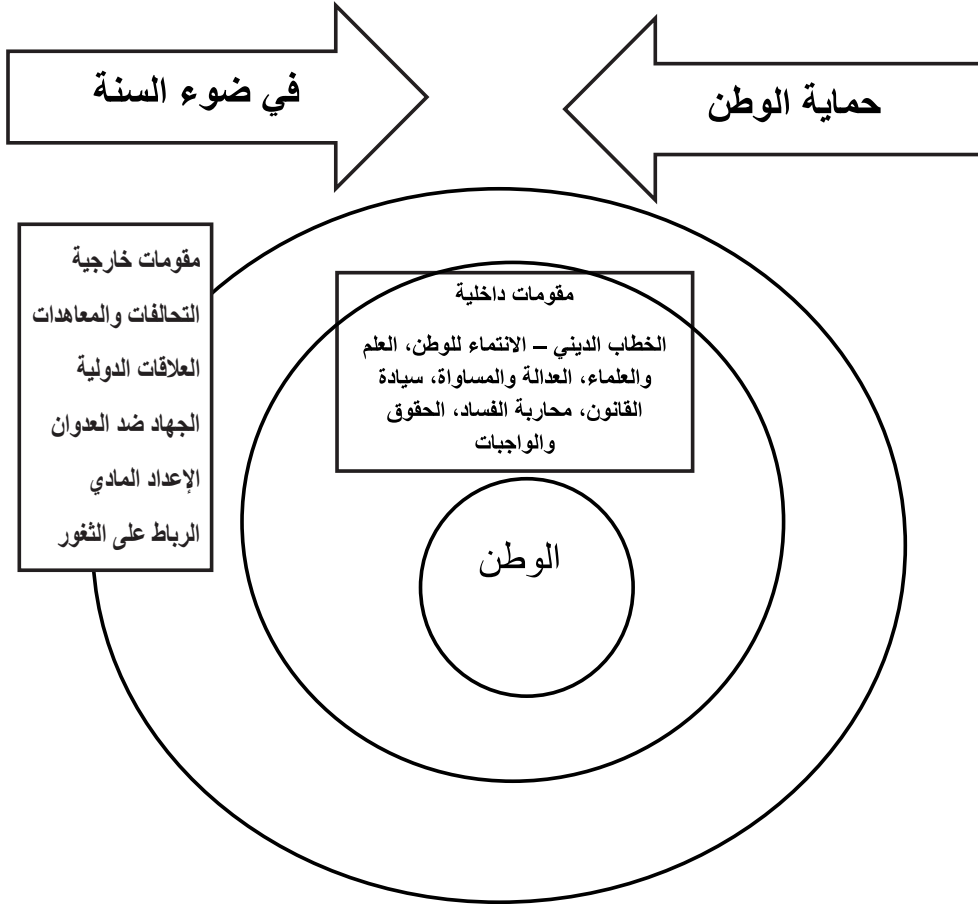 حماية الوطن
في ضوء السنة
مقومات داخلية
الخطاب الديني – الانتماء للوطن، العلم
والعلماء، العدالة والمساواة، سيادة
القانون، محاربة الفساد، الحقوق
والواجبات
الوطن
مقومات خارجية
التحالفات والمعاهدات
العلاقات الدولية
الجهاد ضد العدوان
الإعداد المادي
الرباط على الثغور